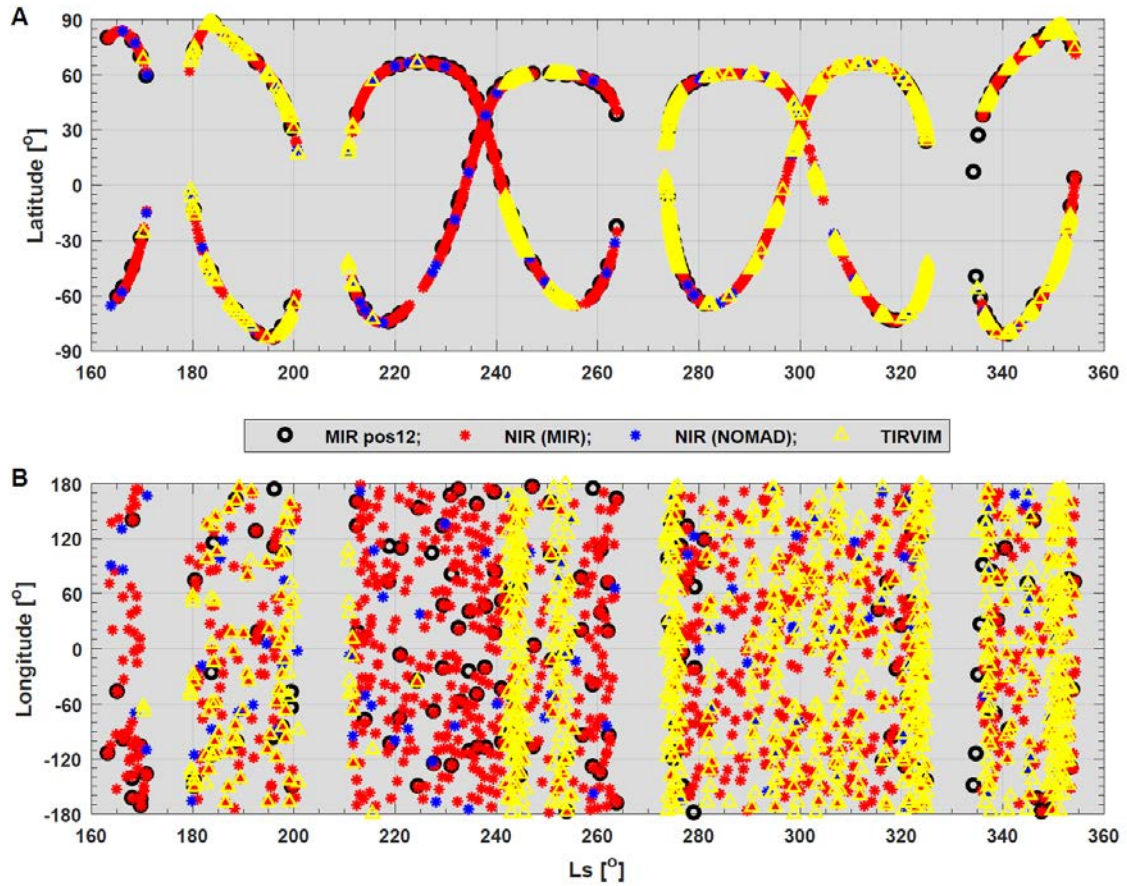 A
Latitude [°]
90
60
30
0
-30
-60
-90
160 180 200 220 240 260 280 300 320 340 360
MIR pos12; NIR (MIR); NIR (NOMAD); TIRVIM
B
Longitude [°]
180
120
60
0
-60
-120
-180
160 180 200 220 240 260 280 300 320 340 360
Ls [°]